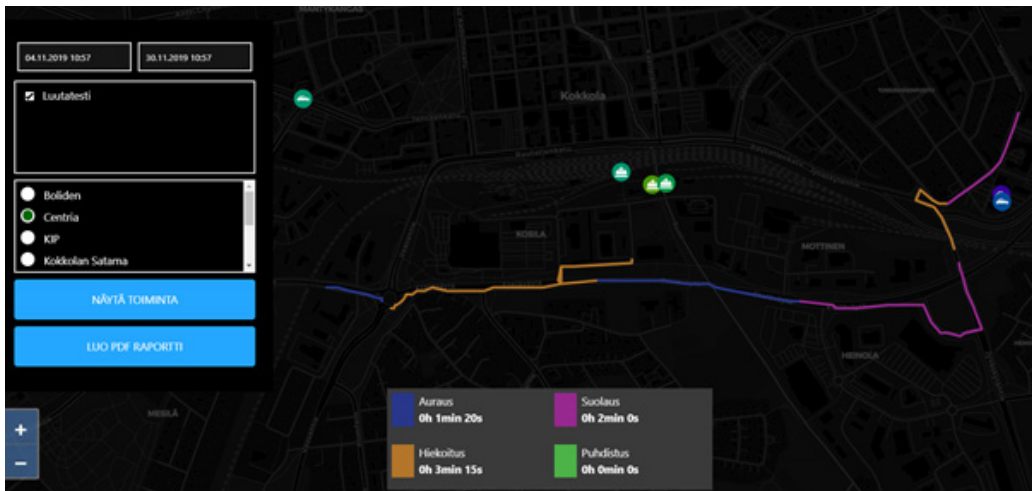 MÄNTYKANGAS
04.11.2019 10:57
30.11.2019 10:57
Luutatesti
Boliden
Centria
KIP
Kokkolan Satama
NÄYTÄ TOIMINTA
LUO PDF RAPORTTI
Kokkola
KOSILA
MOTTINEN
HEINOLA
Auraus
0h 1min 20s
Suolaus
0h 2min 0s
Hiekoitus
0h 3min 15s
Puhdistus
0h 0min 0s
+
−